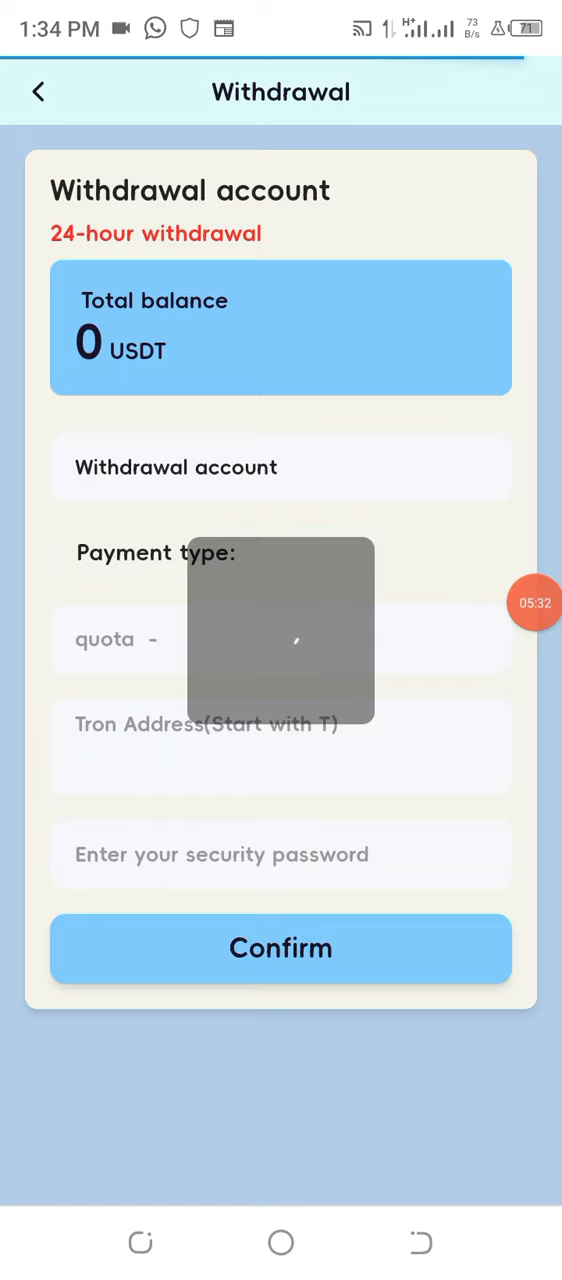 1:34 PM
H+
73
B/s
71
Withdrawal
Withdrawal account
24-hour withdrawal
Total balance
0 USDT
Withdrawal account
Payment type:
05:32
quota -
Tron Address(Start with T)
Enter your security password
Confirm